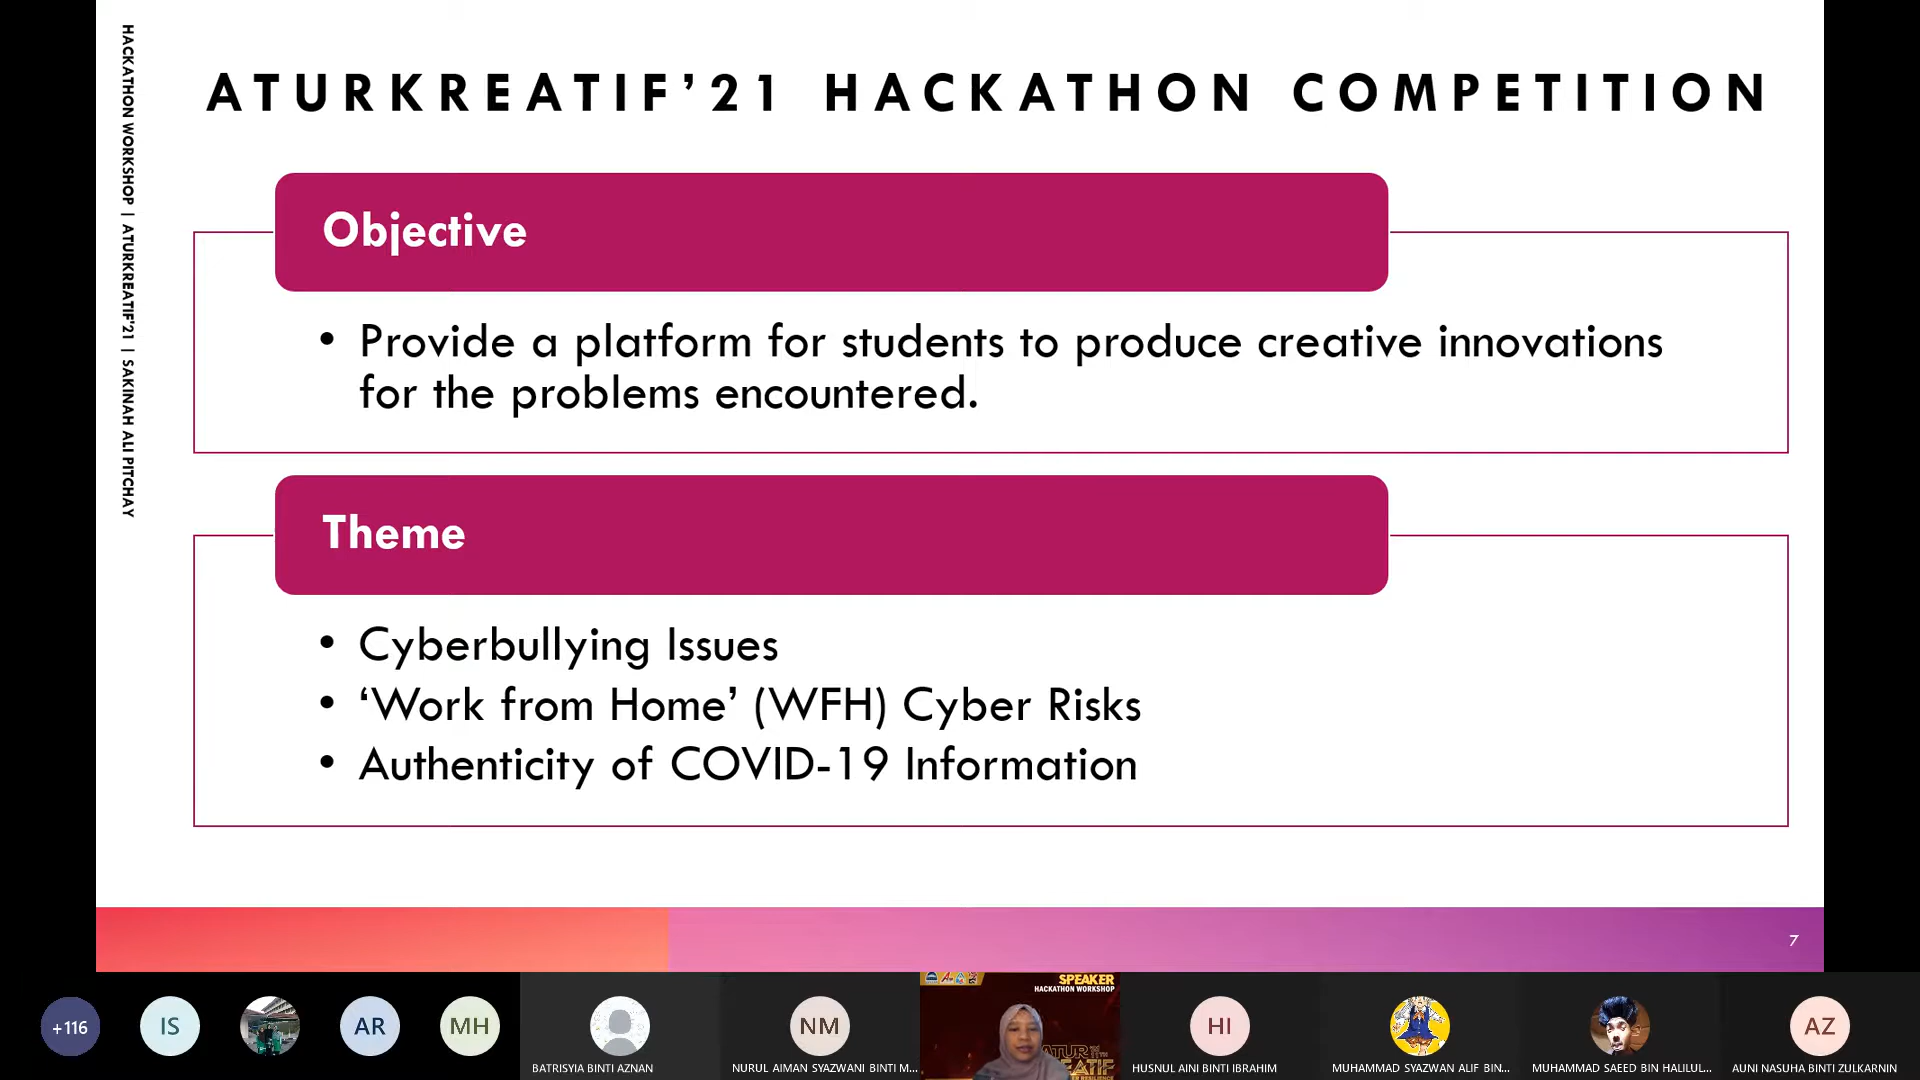 HACKATHON WORKSHOP | ATURKREATIF'21 | SAKINAH ALI PITCHAY
ATURKREATIF’21 HACKATHON COMPETITION
Objective
• Provide a platform for students to produce creative innovations
for the problems encountered.
Theme
• Cyberbullying Issues
• ‘Work from Home’ (WFH) Cyber Risks
• Authenticity of COVID-19 Information
7
+116
IS
AR
MH
BATRISYIA BINTI AZNAN
NM
NURUL AIMAN SYAZWANI BINTI M...
SPEAKER
HACKATHON WORKSHOP
HI
HUSNUL AINI BINTI IBRAHIM
MUHAMMAD SYAZWAN ALIF BIN...
MUHAMMAD SAEED BIN HALILUL...
AZ
AUNI NASUHA BINTI ZULKARNIN